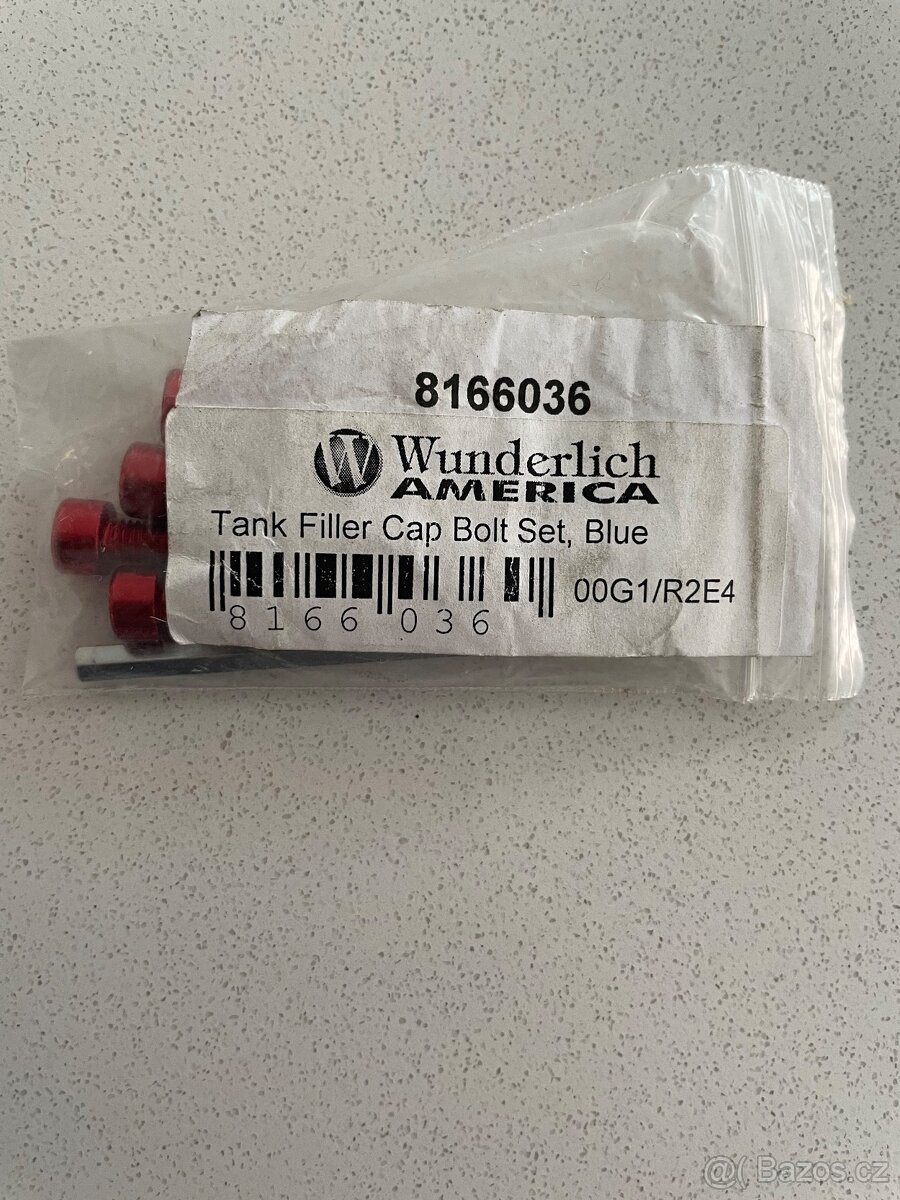 8166036
W Wunderlich
AMERICA
Tank Filler Cap Bolt Set, Blue
00G1/R2E4
8166 036
@( Bazos.cz